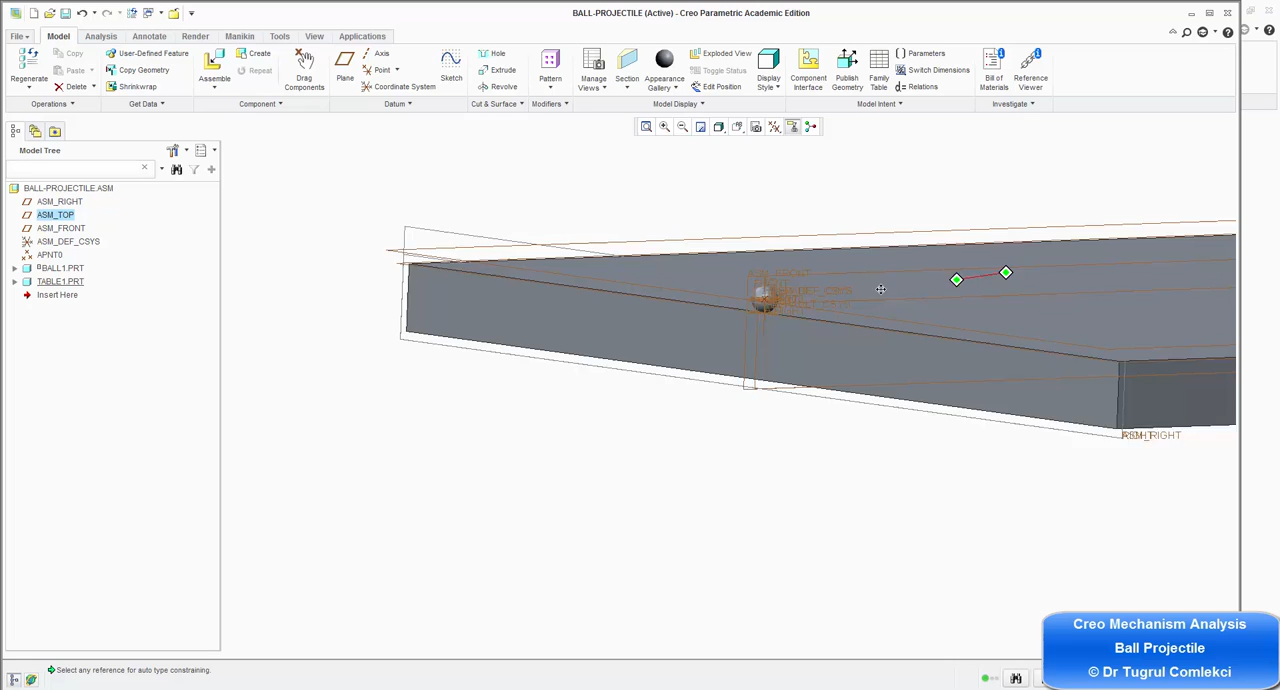 BALL-PROJECTILE (Active) - Creo Parametric Academic Edition
File Model Analysis Annotate Render Manikin Tools View Applications
Regenerate
Copy
Paste
Delete
User-Defined Feature
Copy Geometry
Shrinkwrap
Assemble
Create
Repeat
Drag
Components
Plane
Axis
Point
Coordinate System
Sketch
Hole
Extrude
Revolve
Pattern
Manage
Views
Section
Appearance
Gallery
Exploded View
Toggle Status
Edit Position
Display
Style
Component
Interface
Publish
Geometry
Family
Table
Parameters
Switch Dimensions
Relations
Bill of
Materials
Reference
Viewer
Operations Get Data Component Datum Cut & Surface Modifiers Model Display Model Intent Investigate
Model Tree
BALL-PROJECTILE.ASM
ASM_RIGHT
ASM_TOP
ASM_FRONT
ASM_DEF_CSYS
APNT0
BALL1.PRT
TABLE1.PRT
Insert Here
ASM_FRONT
ASM_DEF_CSYS
Select any reference for auto type constraining.
Creo Mechanism Analysis
Ball Projectile
© Dr Tugrul Comlekci